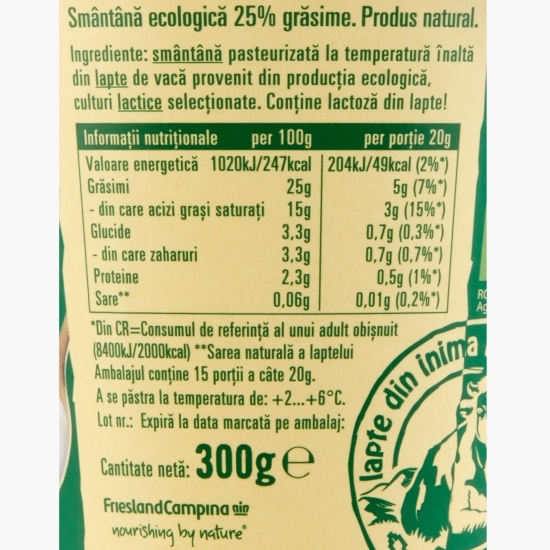 Smântână ecologică 25% grăsime. Produs natural.
Ingrediente: smântână pasteurizată la temperatură înaltă
din lapte de vacă provenit din producția ecologică,
culturi lactice selecționate. Conține lactoză din lapte!
Informații nutriționale per 100g per porție 20g
Valoare energetică 1020kJ/247kcal 204kJ/49kcal (2%*)
Grăsimi 25g 5g (7%*)
- din care acizi grași saturați 15g 3g (15%*)
Glucide 3,3g 0,7g (0,3%*)
- din care zaharuri 3,3g 0,7g (0,7%*)
Proteine 2,3g 0,5g (1%*)
Sare** 0,06g 0,01g (0,2%*)
*Din CR=Consumul de referință al unui adult obișnuit
(8400kJ/2000kcal) **Sarea naturală a laptelui
Ambalajul conține 15 porții a câte 20g.
A se păstra la temperatura de: +2...+6°C.
Lot nr.: Expiră la data marcată pe ambalaj:
Cantitate netă: 300g e
FrieslandCampina
nourishing by nature
lapte din inima